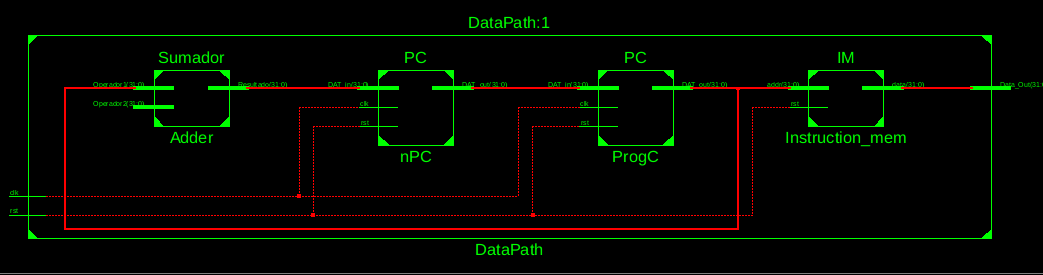 DataPath:1
Sumador
PC
PC
IM
Operador1(31:0)
Resultado(31:0)
DAT_in(31:0)
DAT_out(31:0)
DAT_in(31:0)
DAT_out(31:0)
addr(31:0)
data(31:0)
Data_Out(31:0)
Operador2(31:0)
clk
clk
rst
rst
rst
Adder
nPC
ProgC
Instruction_mem
clk
rst
DataPath